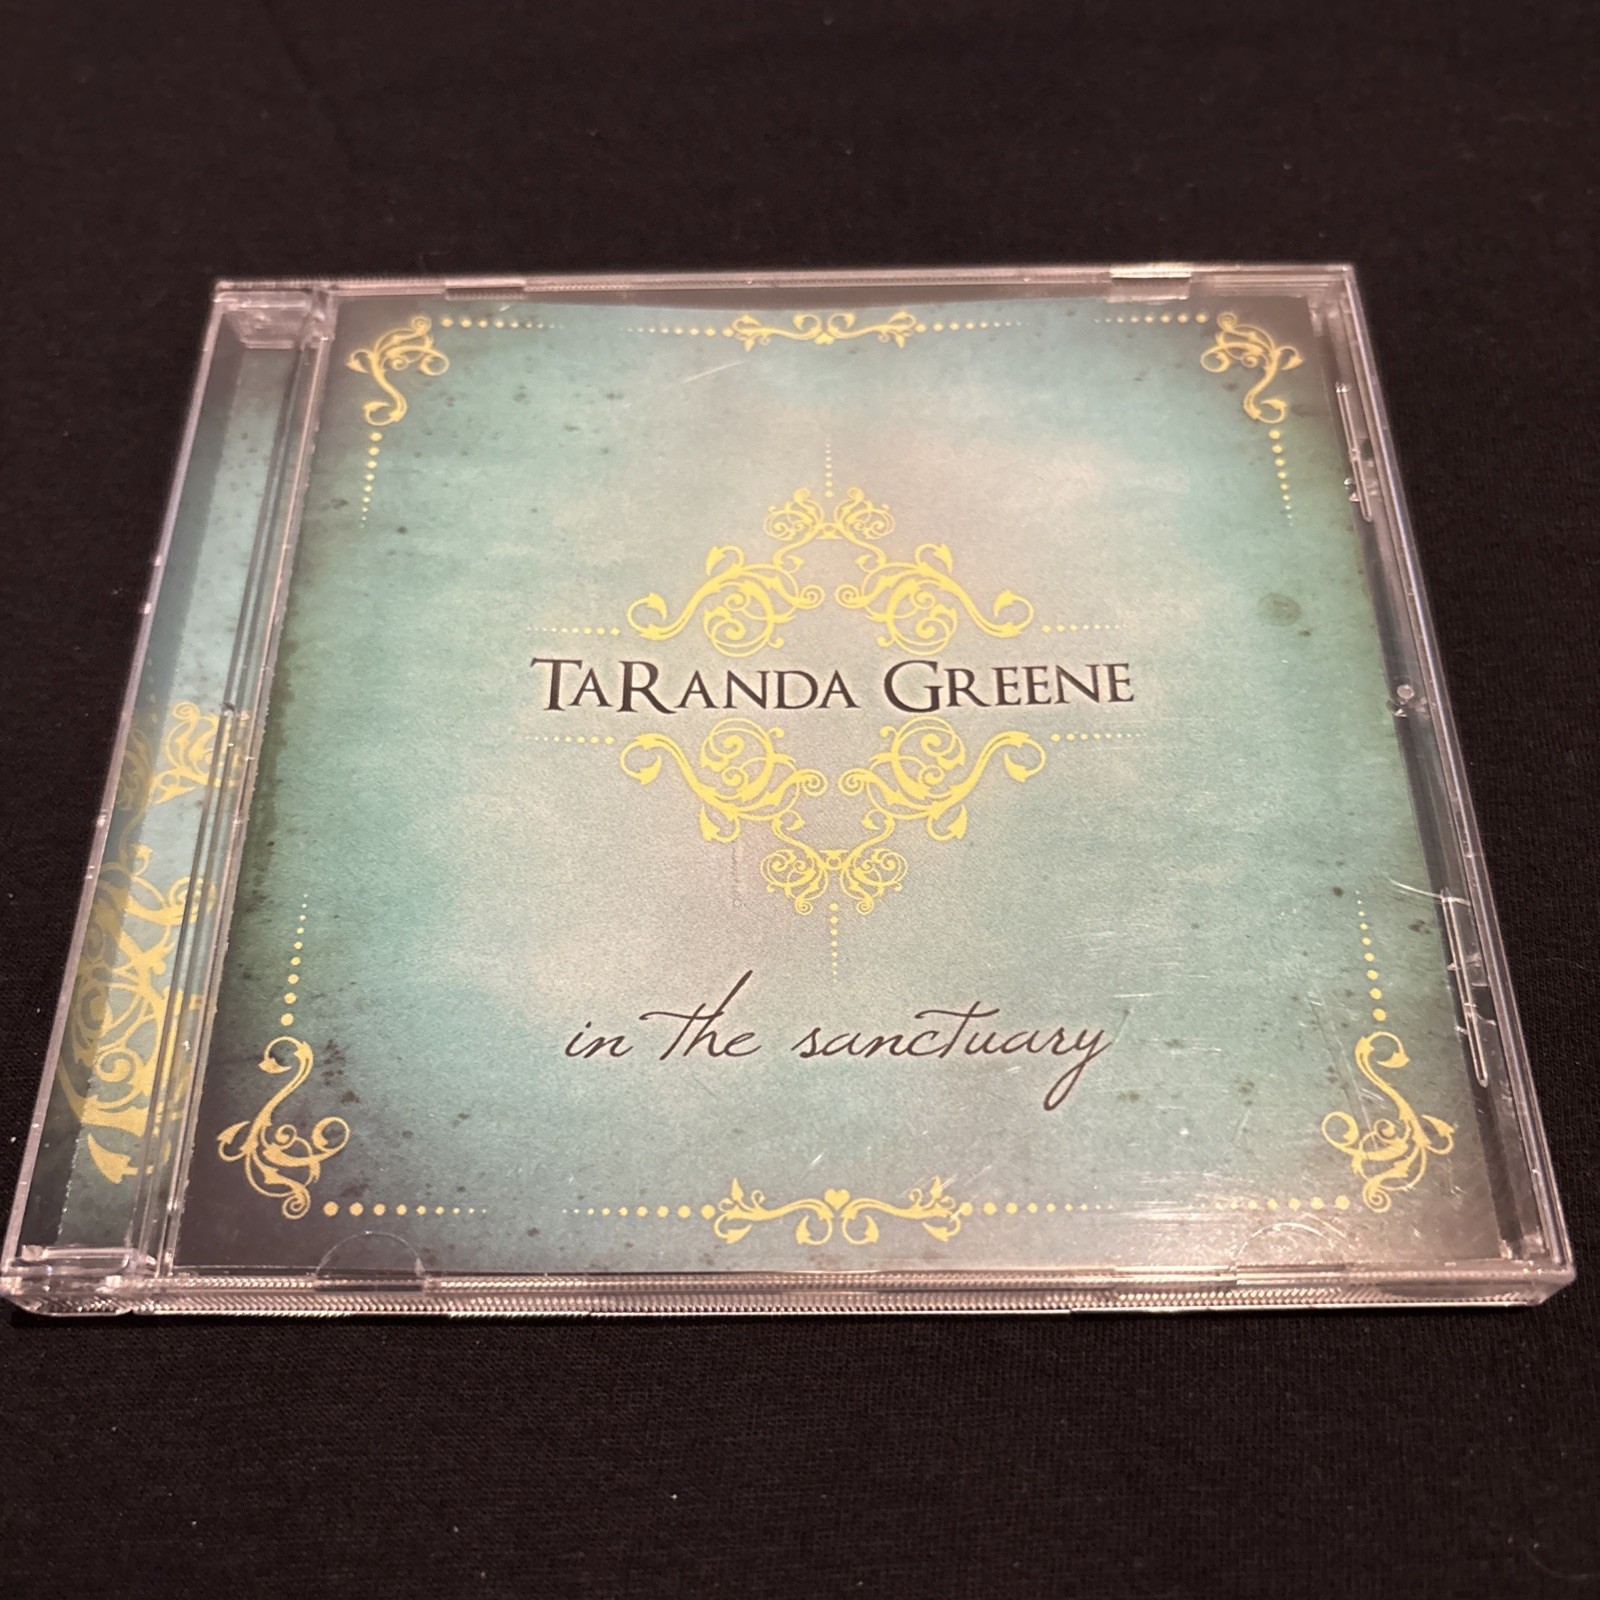 TaRanda Greene
in the sanctuary